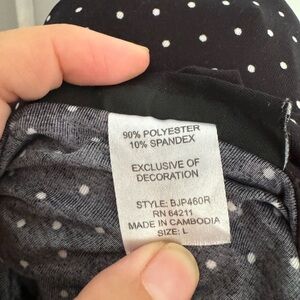 90% POLYESTER
10% SPANDEX
EXCLUSIVE OF
DECORATION
STYLE: BJP460R
RN 64211
MADE IN CAMBODIA
SIZE: L